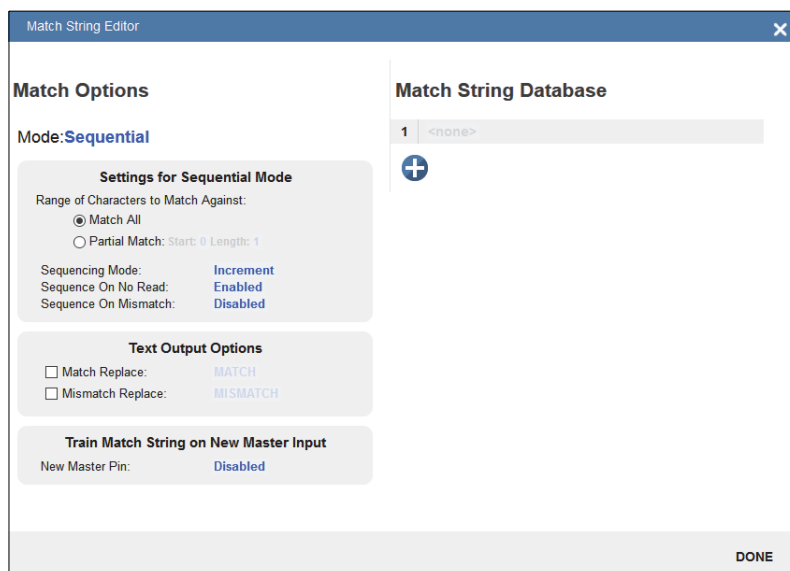 Match String Editor
Match Options
Mode:Sequential
Settings for Sequential Mode
Range of Characters to Match Against:
Match All
Partial Match: Start: 0 Length: 1
Sequencing Mode: Increment
Sequence On No Read: Enabled
Sequence On Mismatch: Disabled
Text Output Options
Match Replace: MATCH
Mismatch Replace: MISMATCH
Train Match String on New Master Input
New Master Pin: Disabled
Match String Database
1 <none>
DONE